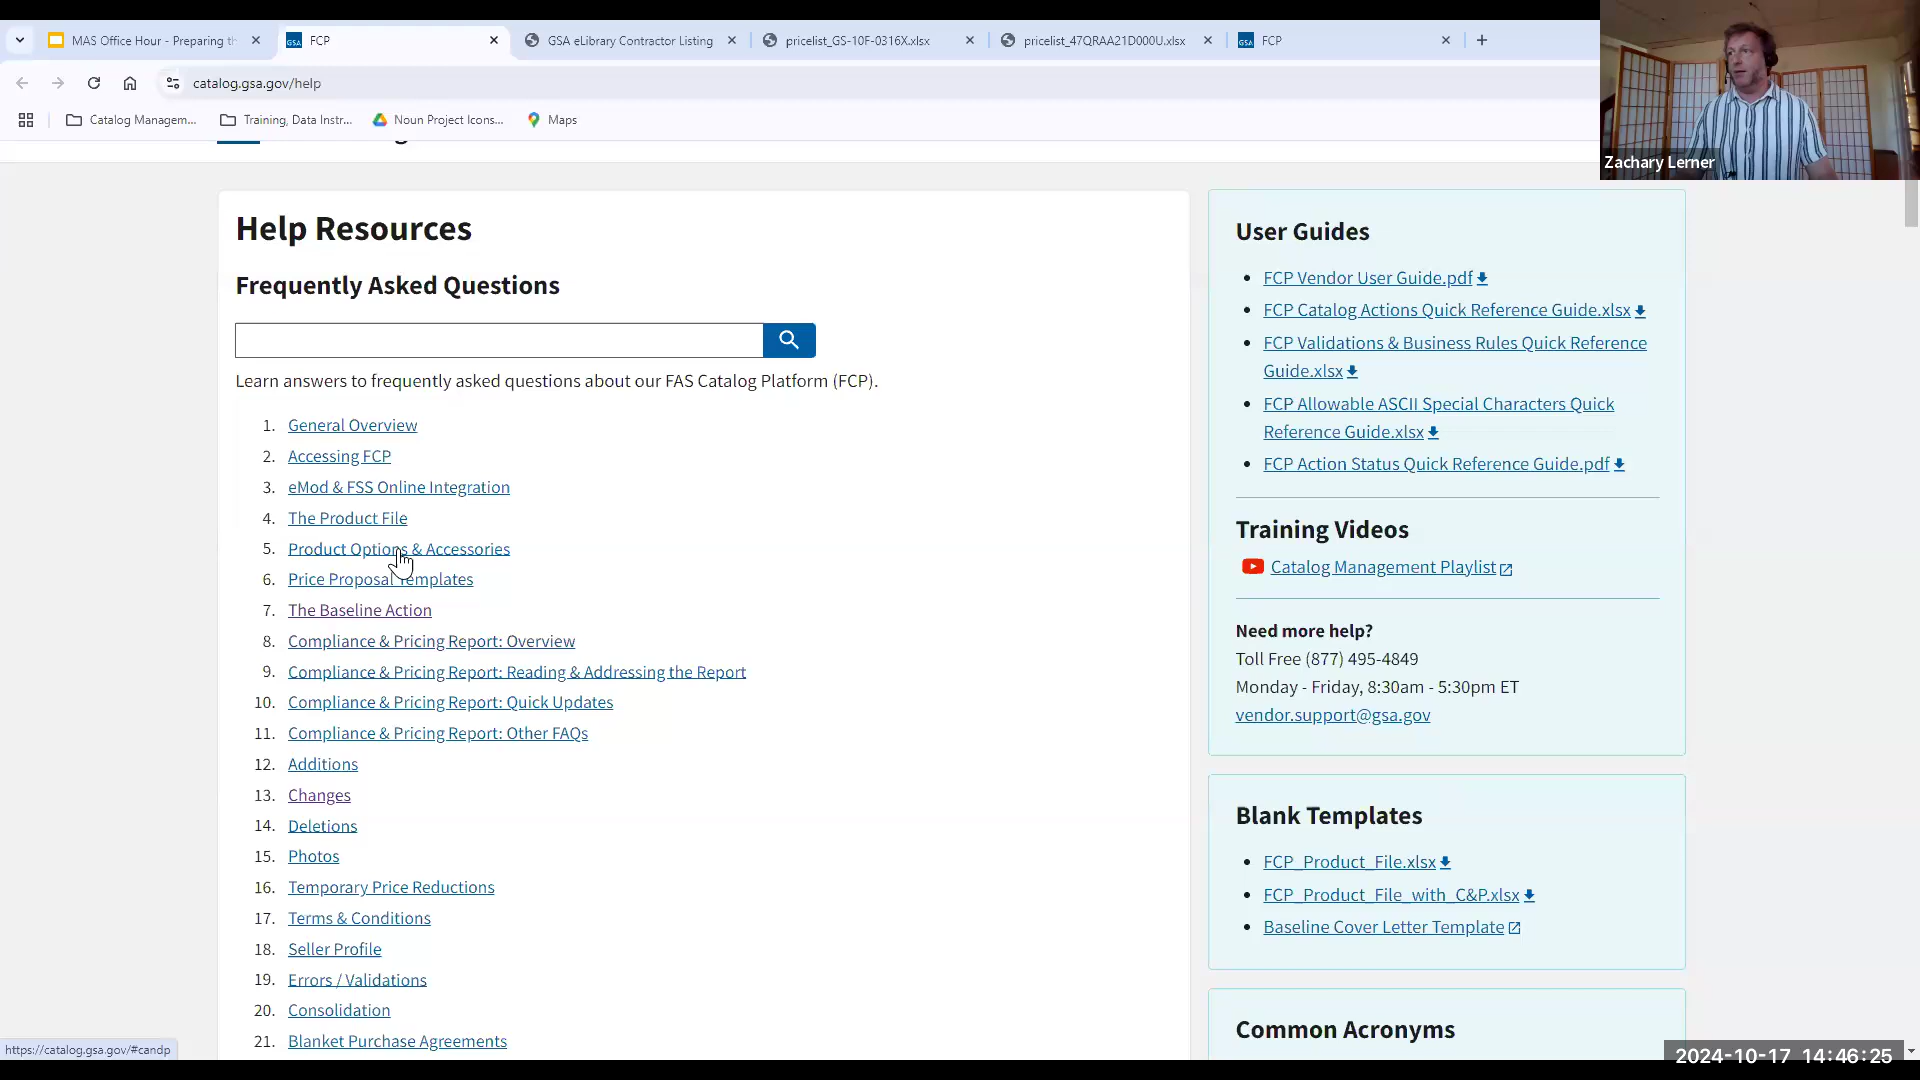 MAS Office Hour - Preparing th
FCP
GSA eLibrary Contractor Listing
pricelist_GS-10F-0316X.xlsx
pricelist_47QRAA21D000U.xlsx
FCP
catalog.gsa.gov/help
Catalog Managem...
Training, Data Instr...
Noun Project Icons...
Maps
Zachary Lerner
Help Resources
Frequently Asked Questions
Learn answers to frequently asked questions about our FAS Catalog Platform (FCP).
1. General Overview
2. Accessing FCP
3. eMod & FSS Online Integration
4. The Product File
5. Product Options & Accessories
6. Price Proposal Templates
7. The Baseline Action
8. Compliance & Pricing Report: Overview
9. Compliance & Pricing Report: Reading & Addressing the Report
10. Compliance & Pricing Report: Quick Updates
11. Compliance & Pricing Report: Other FAQs
12. Additions
13. Changes
14. Deletions
15. Photos
16. Temporary Price Reductions
17. Terms & Conditions
18. Seller Profile
19. Errors / Validations
20. Consolidation
21. Blanket Purchase Agreements
User Guides
FCP Vendor User Guide.pdf
FCP Catalog Actions Quick Reference Guide.xlsx
FCP Validations & Business Rules Quick Reference
Guide.xlsx
FCP Allowable ASCII Special Characters Quick
Reference Guide.xlsx
FCP Action Status Quick Reference Guide.pdf
Training Videos
Catalog Management Playlist
Need more help?
Toll Free (877) 495-4849
Monday - Friday, 8:30am - 5:30pm ET
vendor.support@gsa.gov
Blank Templates
FCP_Product_File.xlsx
FCP_Product_File_with_C&P.xlsx
Baseline Cover Letter Template
Common Acronyms
https://catalog.gsa.gov/#candp
2024-10-17 14:46:25